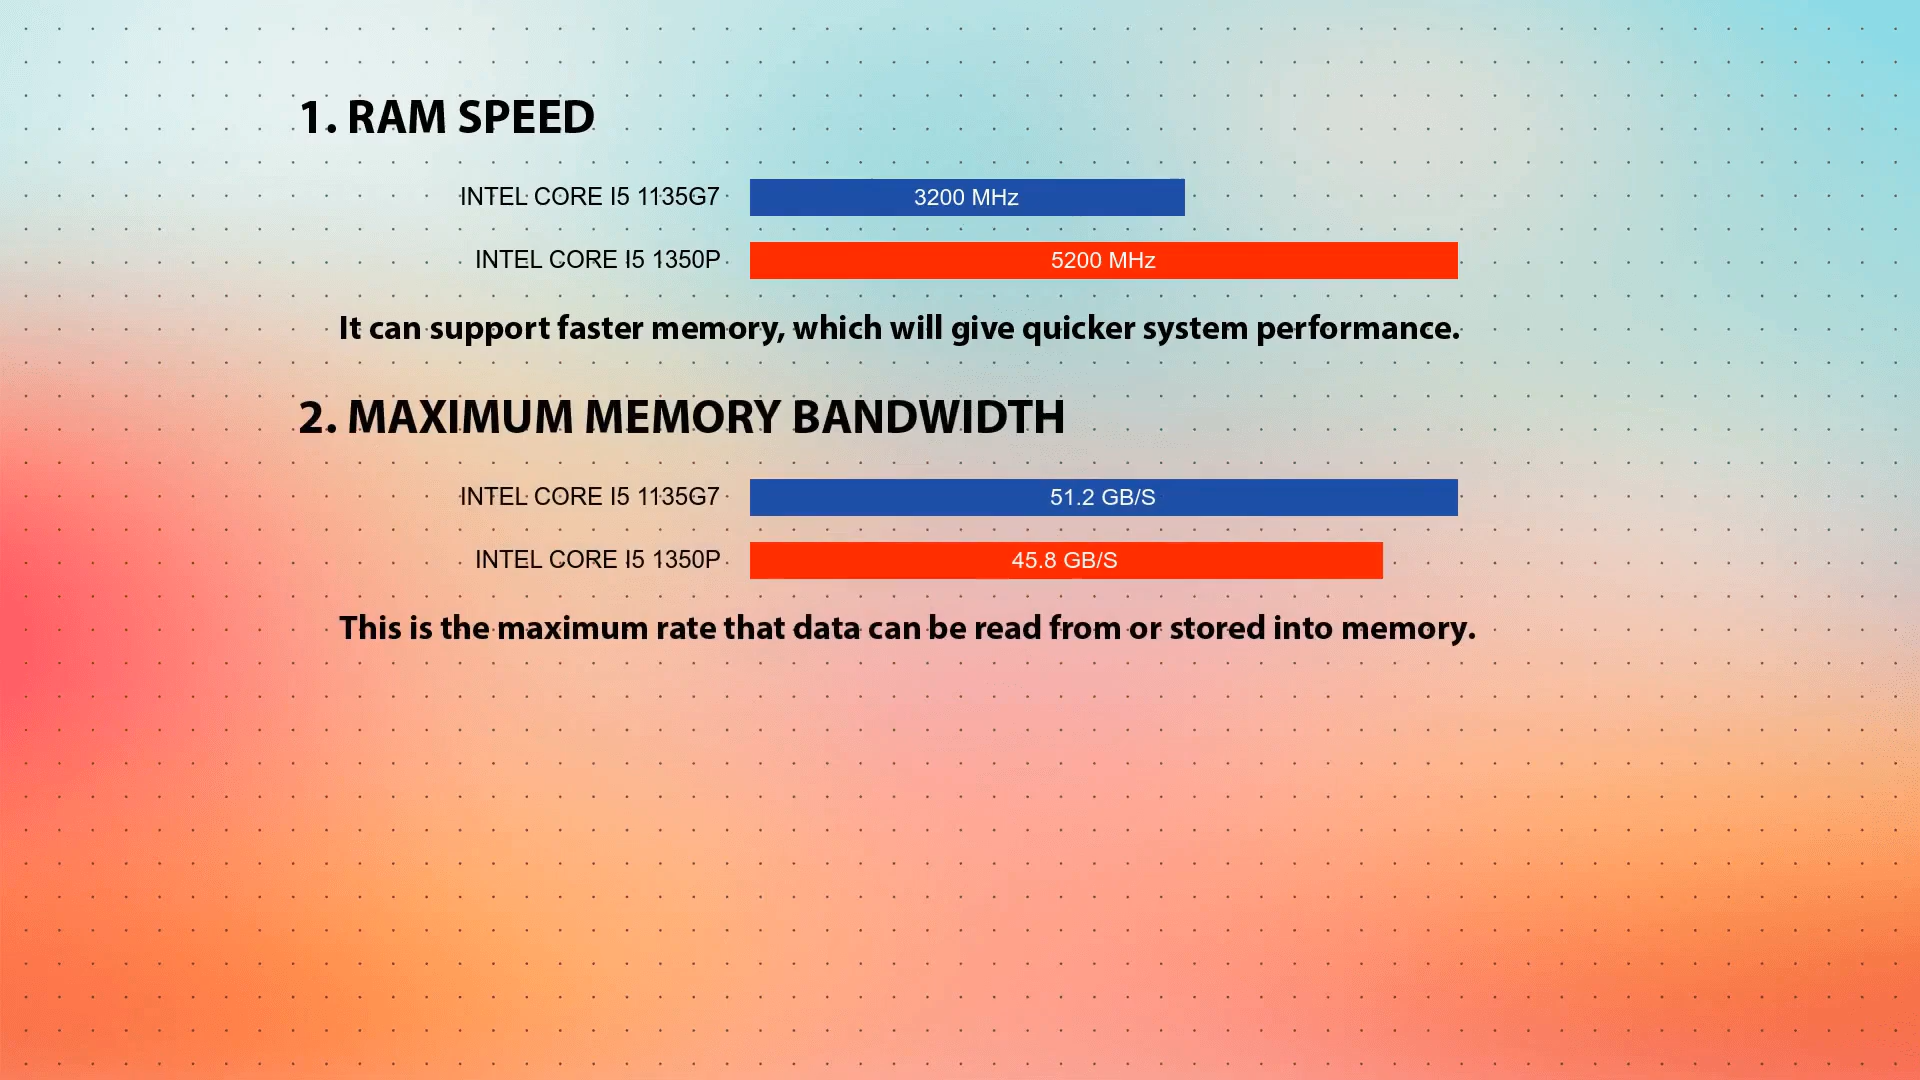 1. RAM SPEED
INTEL CORE I5 1135G7
3200 MHz
INTEL CORE I5 1350P
5200 MHz
It can support faster memory, which will give quicker system performance.
2. MAXIMUM MEMORY BANDWIDTH
INTEL CORE I5 1135G7
51.2 GB/S
INTEL CORE I5 1350P
45.8 GB/S
This is the maximum rate that data can be read from or stored into memory.